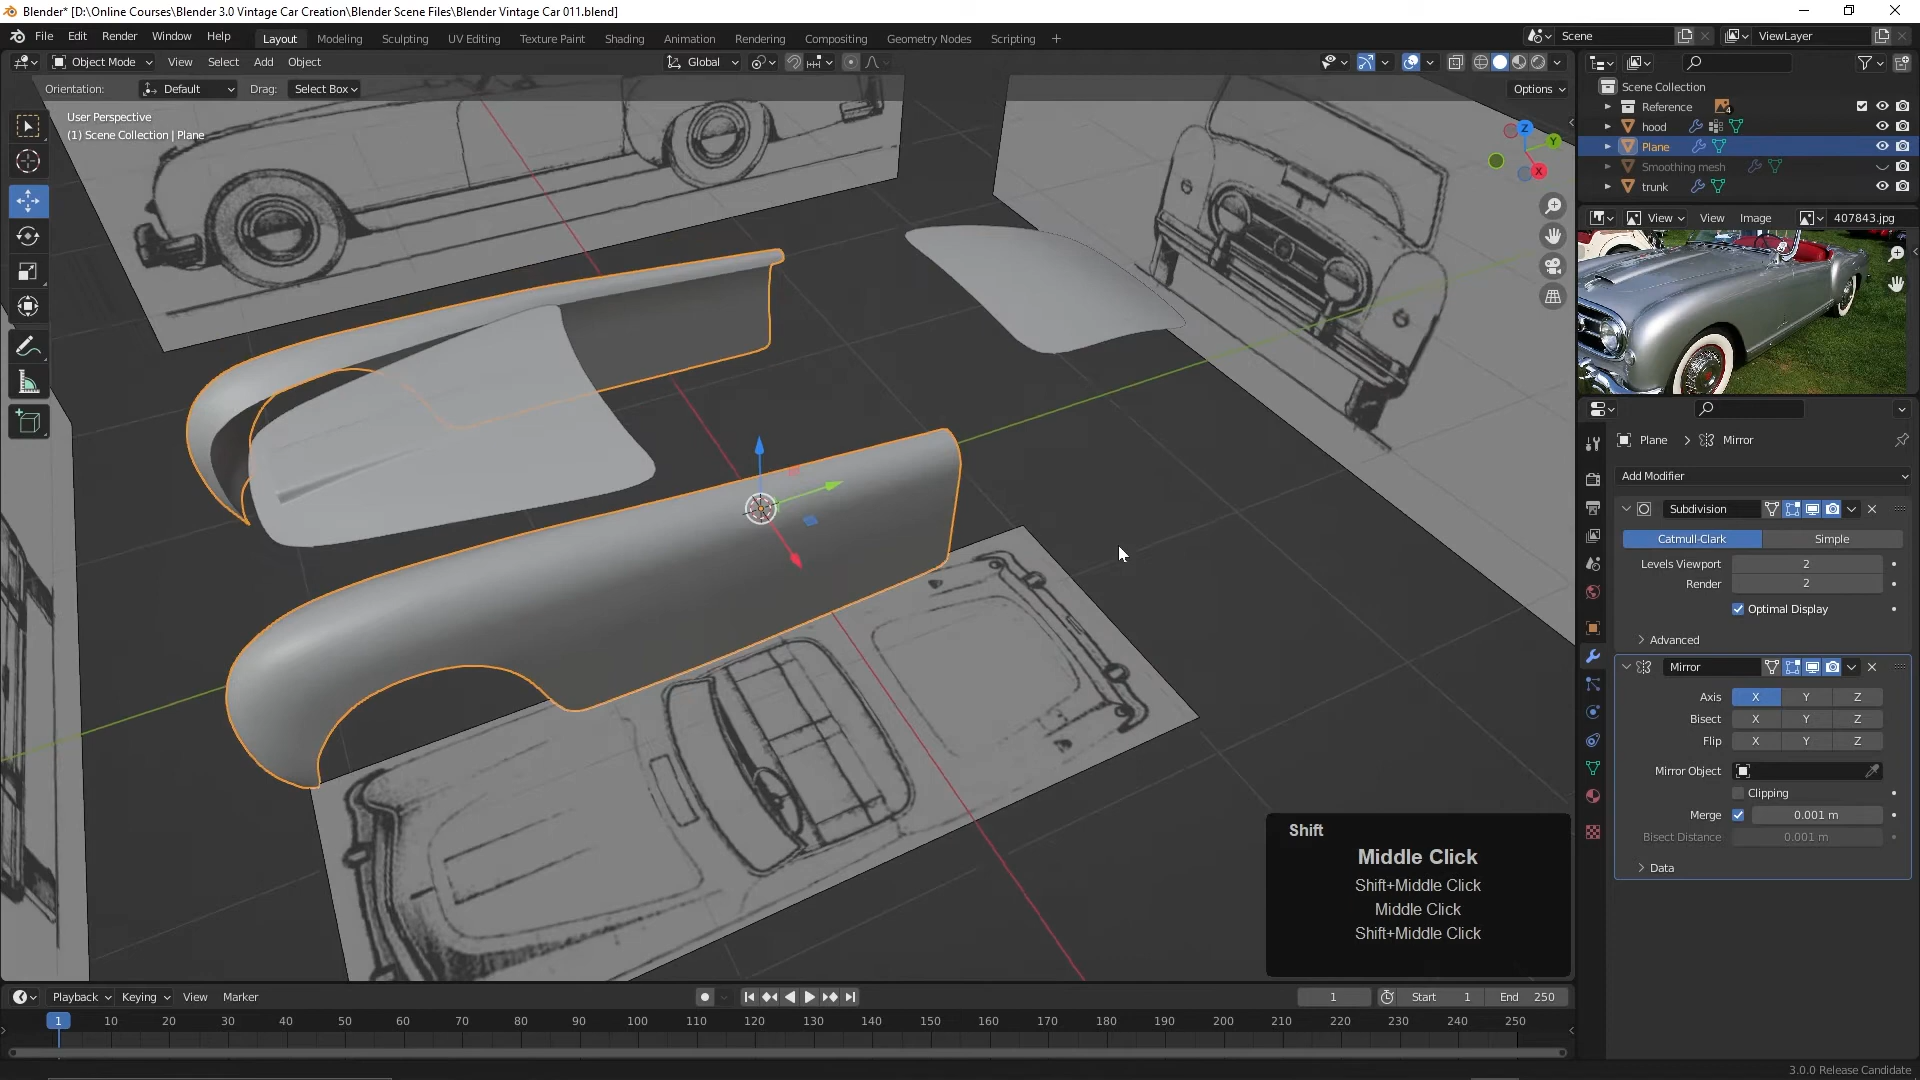 Blender* [D:\Online Courses\Blender 3.0 Vintage Car Creation\Blender Scene Files\Blender Vintage Car 011.blend]
File Edit Render Window Help Layout Modeling Sculpting UV Editing Texture Paint Shading Animation Rendering Compositing Geometry Nodes Scripting + Scene ViewLayer
Object Mode View Select Add Object Global
Orientation: Default Drag: Select Box Options
User Perspective
(1) Scene Collection | Plane
Z
Y
X
Scene Collection
Reference 4
hood
Plane
Smoothing mesh
trunk
View View Image 407843.jpg
Plane > Mirror
Add Modifier
Subdivision
Catmull-Clark Simple
Levels Viewport 2
Render 2
Optimal Display
Advanced
Mirror
Axis X Y Z
Bisect X Y Z
Flip X Y Z
Mirror Object
Clipping
Merge 0.001 m
Bisect Distance 0.001 m
Data
Shift
Middle Click
Shift+Middle Click
Middle Click
Shift+Middle Click
Playback Keying View Marker 1 Start 1 End 250
1 10 20 30 40 50 60 70 80 90 100 110 120 130 140 150 160 170 180 190 200 210 220 230 240 250
3.0.0 Release Candidate